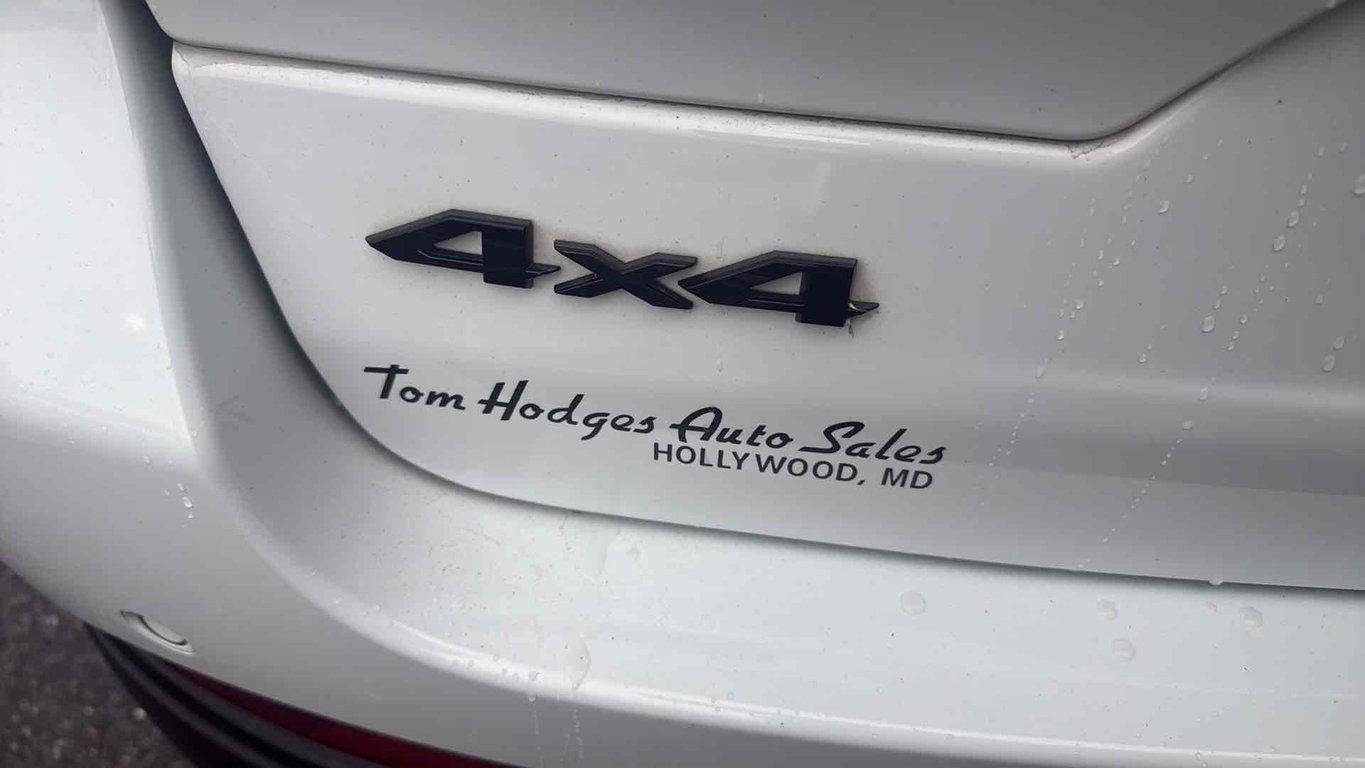 4x4
Tom Hodges Auto Sales
HOLLYWOOD, MD